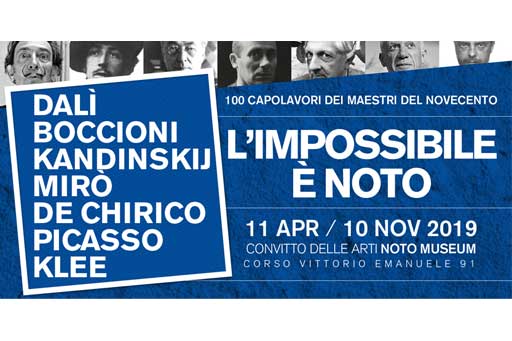 DALÌ
BOCCIONI
KANDINSKIJ
MIRÒ
DE CHIRICO
PICASSO
KLEE
100 CAPOLAVORI DEI MAESTRI DEL NOVECENTO
L'IMPOSSIBILE
È NOTO
11 APR / 10 NOV 2019
CONVITTO DELLE ARTI NOTO MUSEUM
CORSO VITTORIO EMANUELE 91